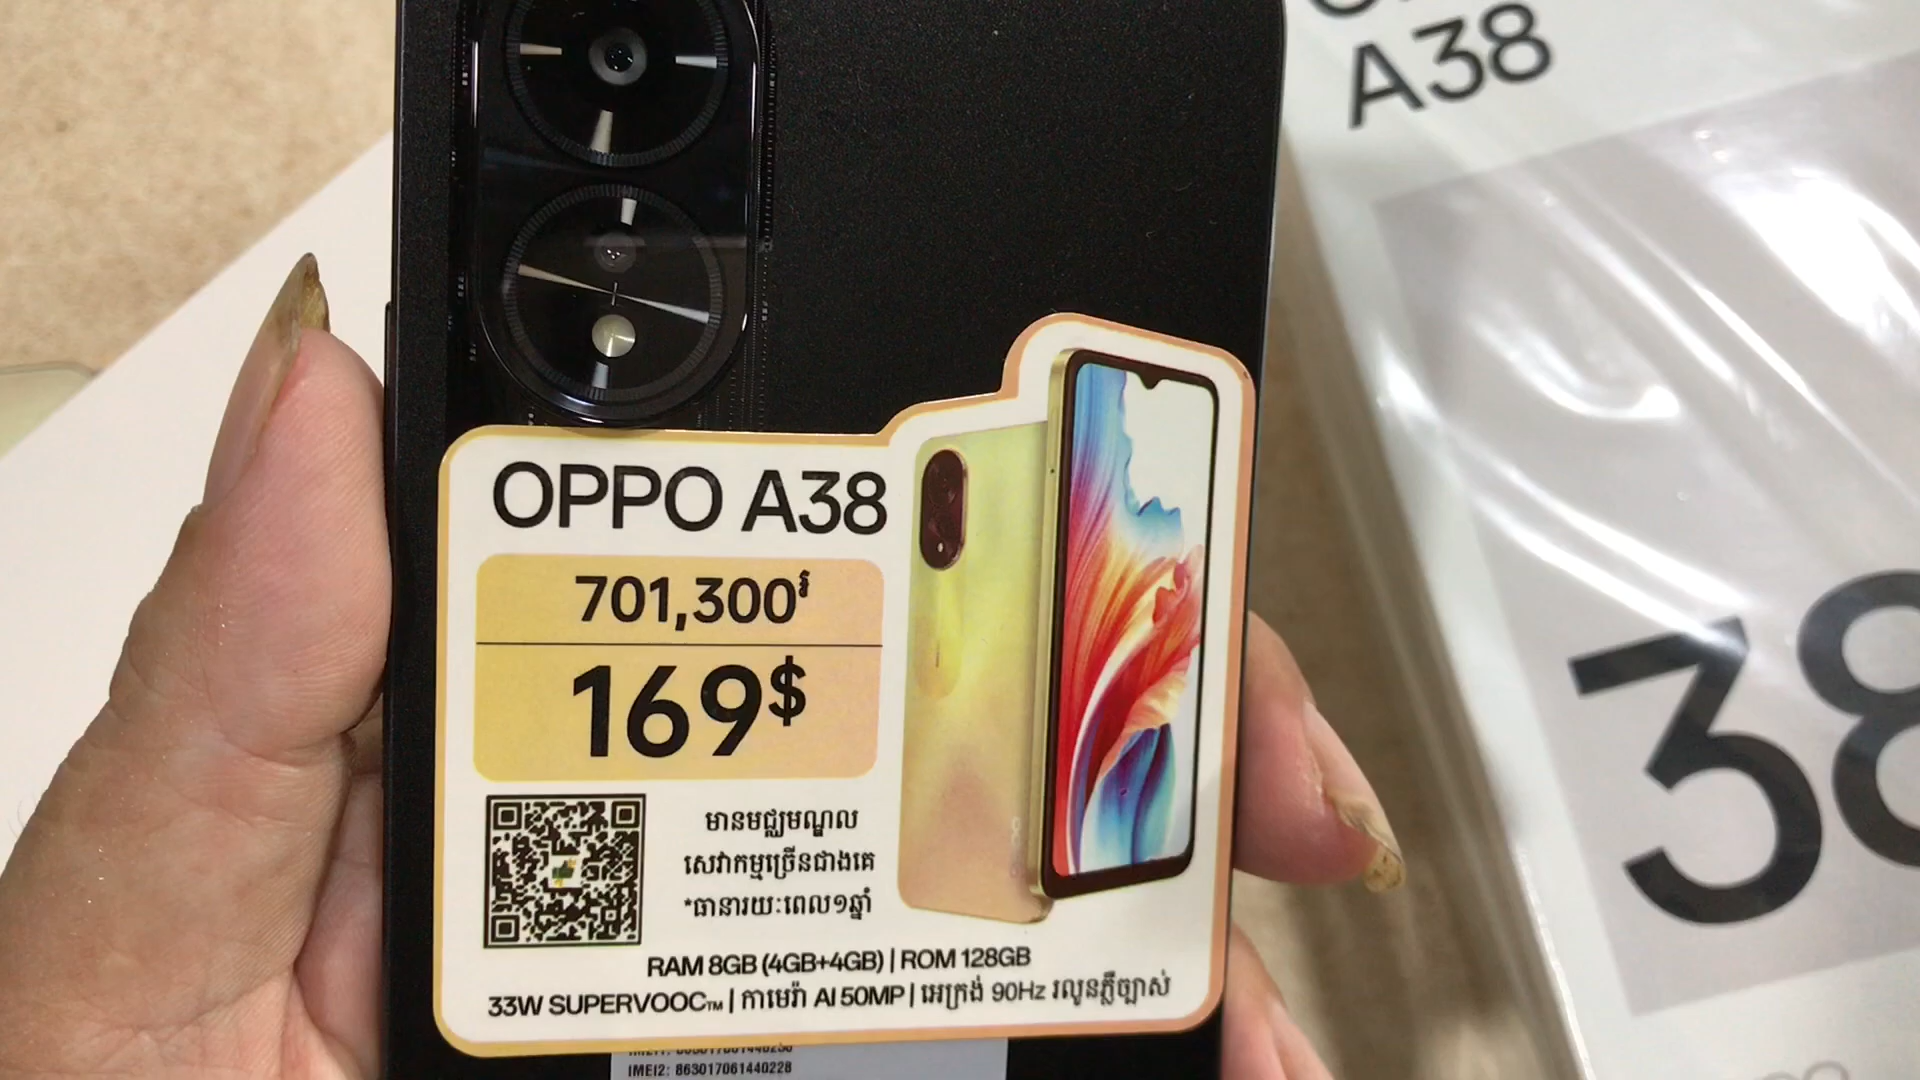 A38
OPPO A38
701,300៛
169$
មានមជ្ឈមណ្ឌល
សេវាកម្មច្រើនជាងគេ
*ធានារយៈពេល១ឆ្នាំ
RAM 8GB (4GB+4GB) | ROM 128GB
33W SUPERVOOC™ | កាមេរ៉ា AI 50MP | អេក្រង់ 90Hz រលូនភ្លឺច្បាស់
IMEI2: 863017061440228
38